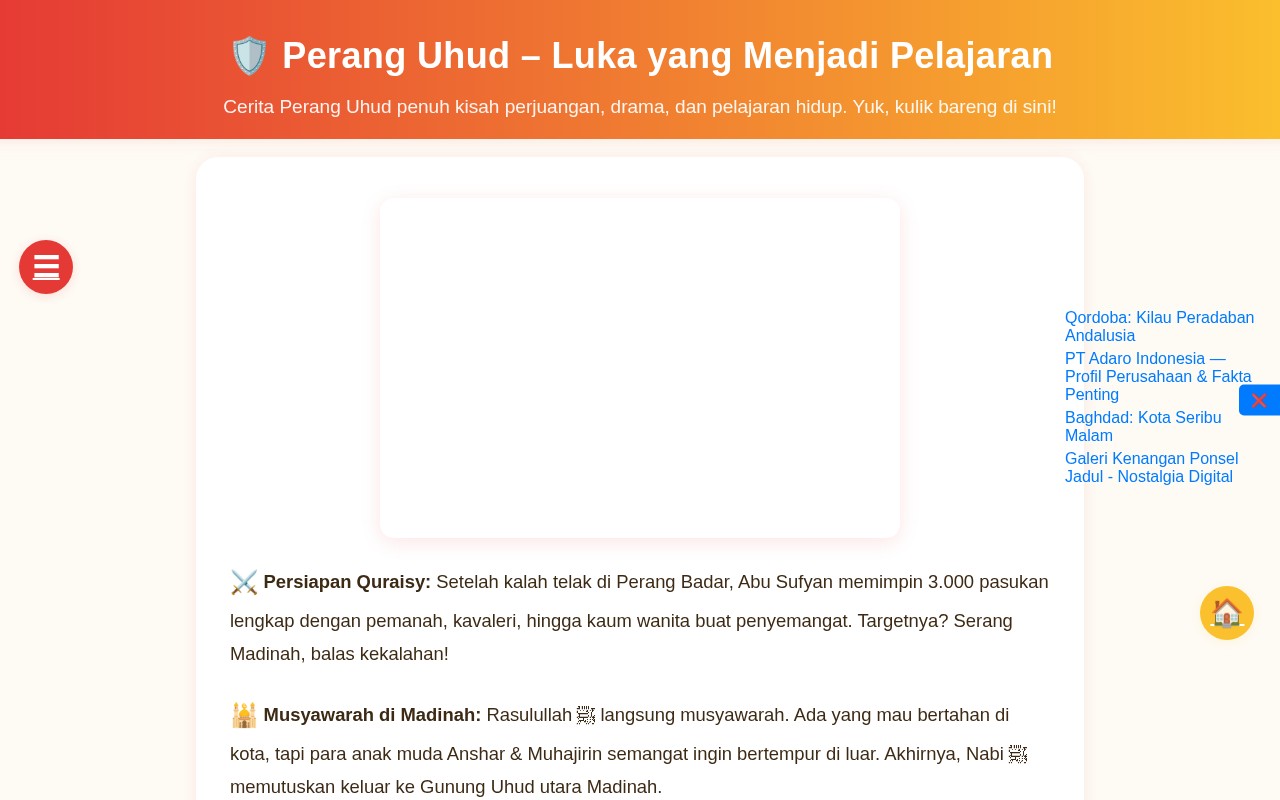 🛡️ Perang Uhud – Luka yang Menjadi Pelajaran
Cerita Perang Uhud penuh kisah perjuangan, drama, dan pelajaran hidup. Yuk, kulik bareng di sini!
Qordoba: Kilau Peradaban
Andalusia
PT Adaro Indonesia —
Profil Perusahaan & Fakta
Penting
Baghdad: Kota Seribu
Malam
Galeri Kenangan Ponsel
Jadul - Nostalgia Digital
⚔️ Persiapan Quraisy: Setelah kalah telak di Perang Badar, Abu Sufyan memimpin 3.000 pasukan
lengkap dengan pemanah, kavaleri, hingga kaum wanita buat penyemangat. Targetnya? Serang
Madinah, balas kekalahan!
🕌 Musyawarah di Madinah: Rasulullah ﷺ langsung musyawarah. Ada yang mau bertahan di
kota, tapi para anak muda Anshar & Muhajirin semangat ingin bertempur di luar. Akhirnya, Nabi ﷺ
memutuskan keluar ke Gunung Uhud utara Madinah.